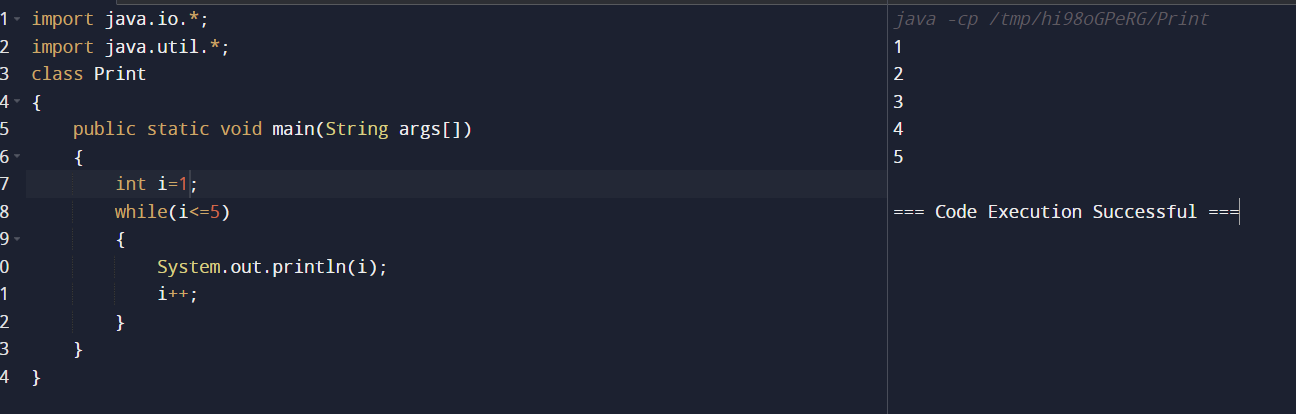 1 import java.io.*;
2 import java.util.*;
3 class Print
4 {
5 public static void main(String args[])
6 {
7 int i=1;
8 while(i<=5)
9 {
0 System.out.println(i);
1 i++;
2 }
3 }
4 }
java -cp /tmp/hi98oGPeRG/Print
1
2
3
4
5
=== Code Execution Successful ===